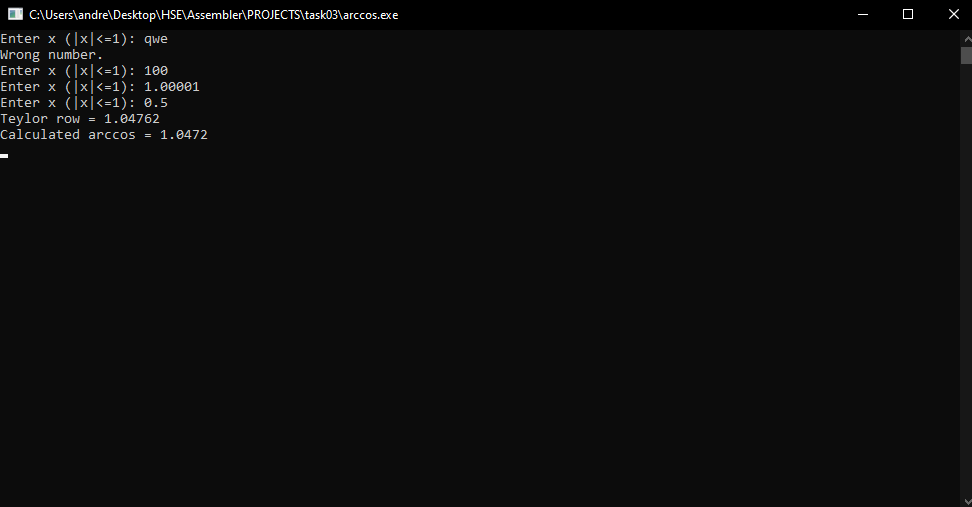 C:\Users\andre\Desktop\HSE\Assembler\PROJECTS\task03\arccos.exe
Enter x (|x|<=1): qwe
Wrong number.
Enter x (|x|<=1): 100
Enter x (|x|<=1): 1.00001
Enter x (|x|<=1): 0.5
Teylor row = 1.04762
Calculated arccos = 1.0472